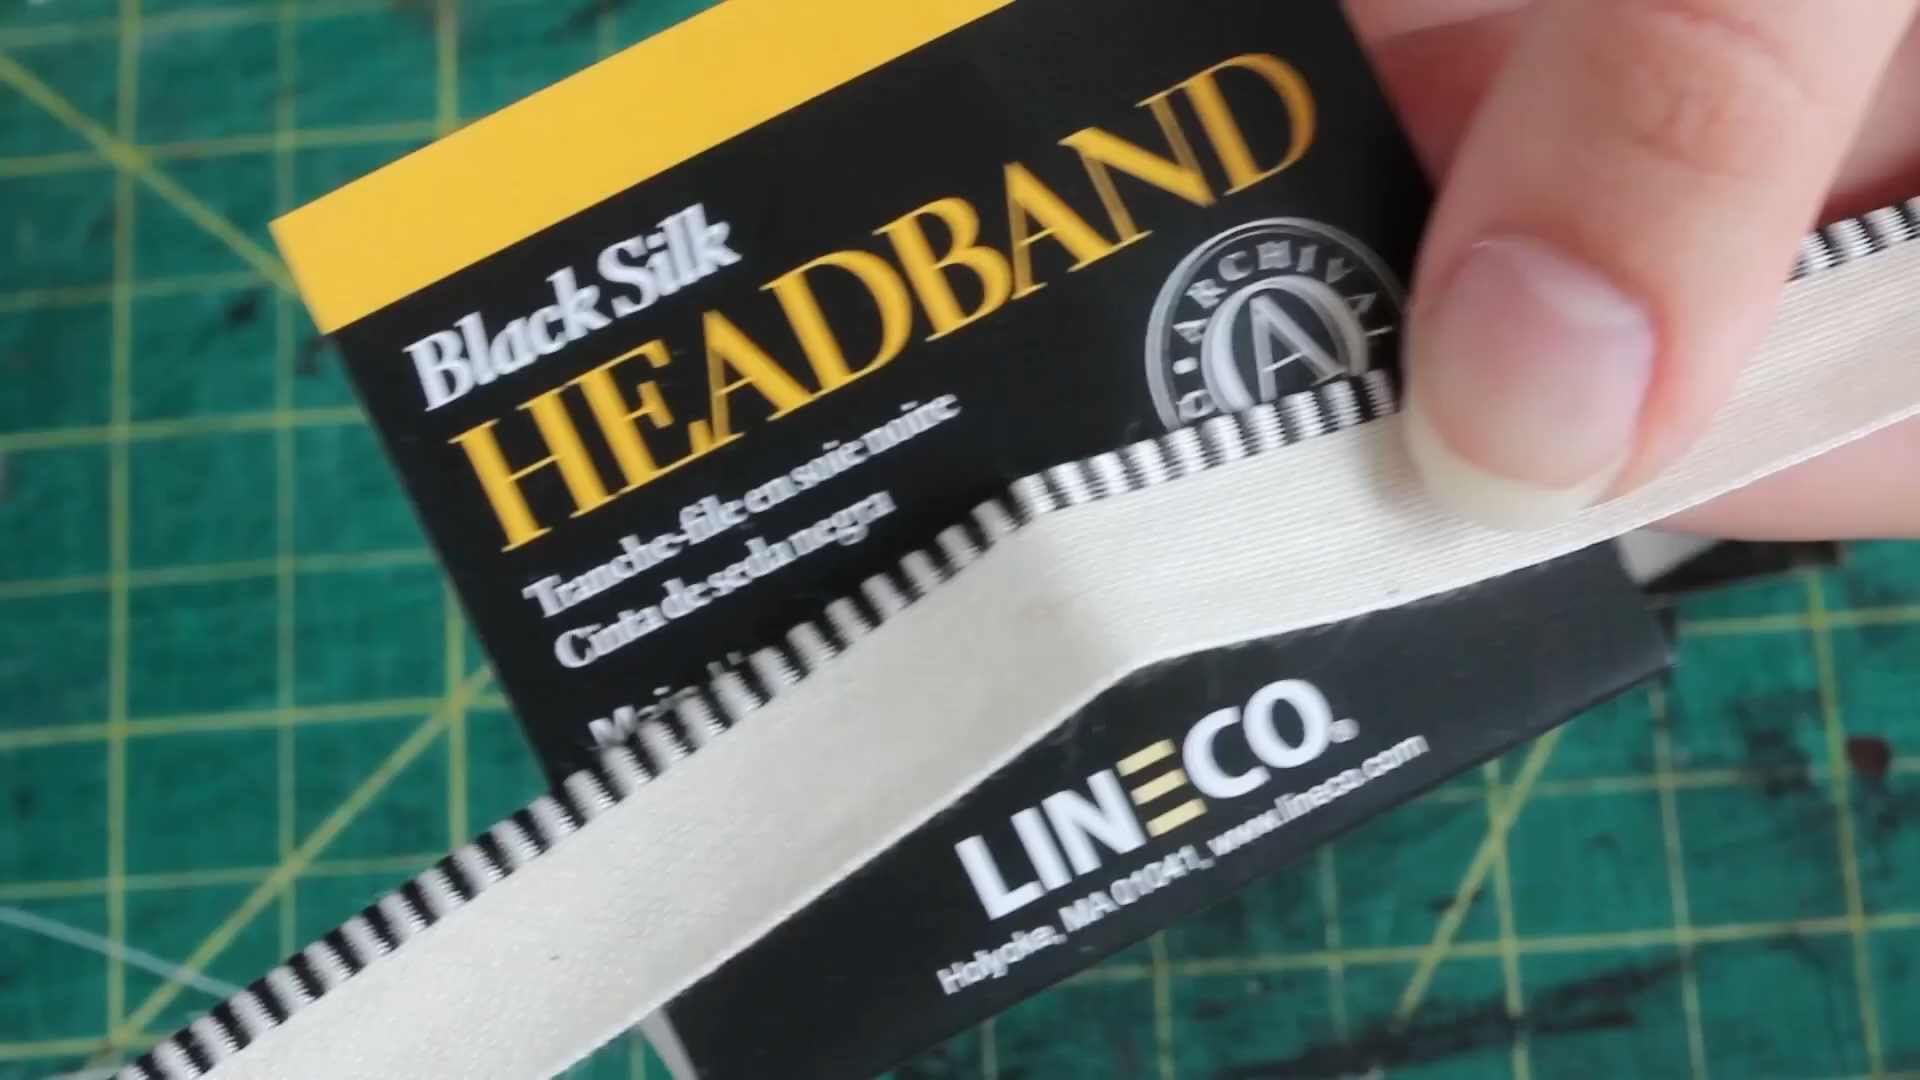 Black Silk
HEADBAND
ARCHIVAL
A
Tranche-file en soie noire
Cinta de seda negra
LINECO®
Holyoke, MA 01041, www.lineco.com